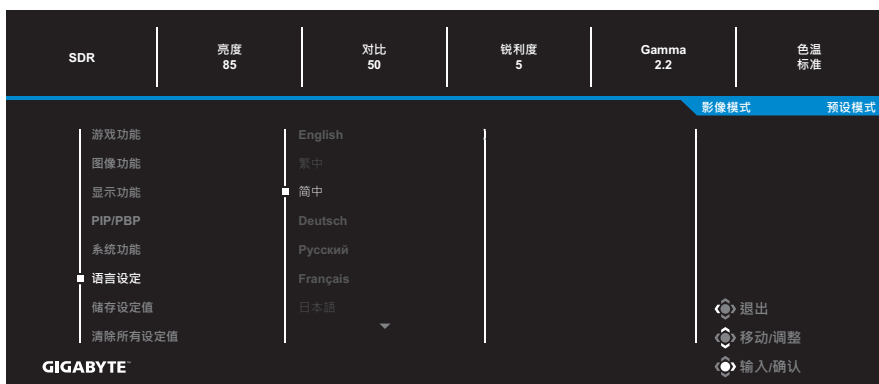 SDR
亮度
85
对比
50
锐利度
5
Gamma
2.2
色温
标准
影像模式
预设模式
游戏功能
图像功能
显示功能
PIP/PBP
系统功能
语言设定
储存设定值
清除所有设定值
English
繁中
简中
Deutsch
Русский
Français
日本語
退出
移动/调整
输入/确认
GIGABYTE™